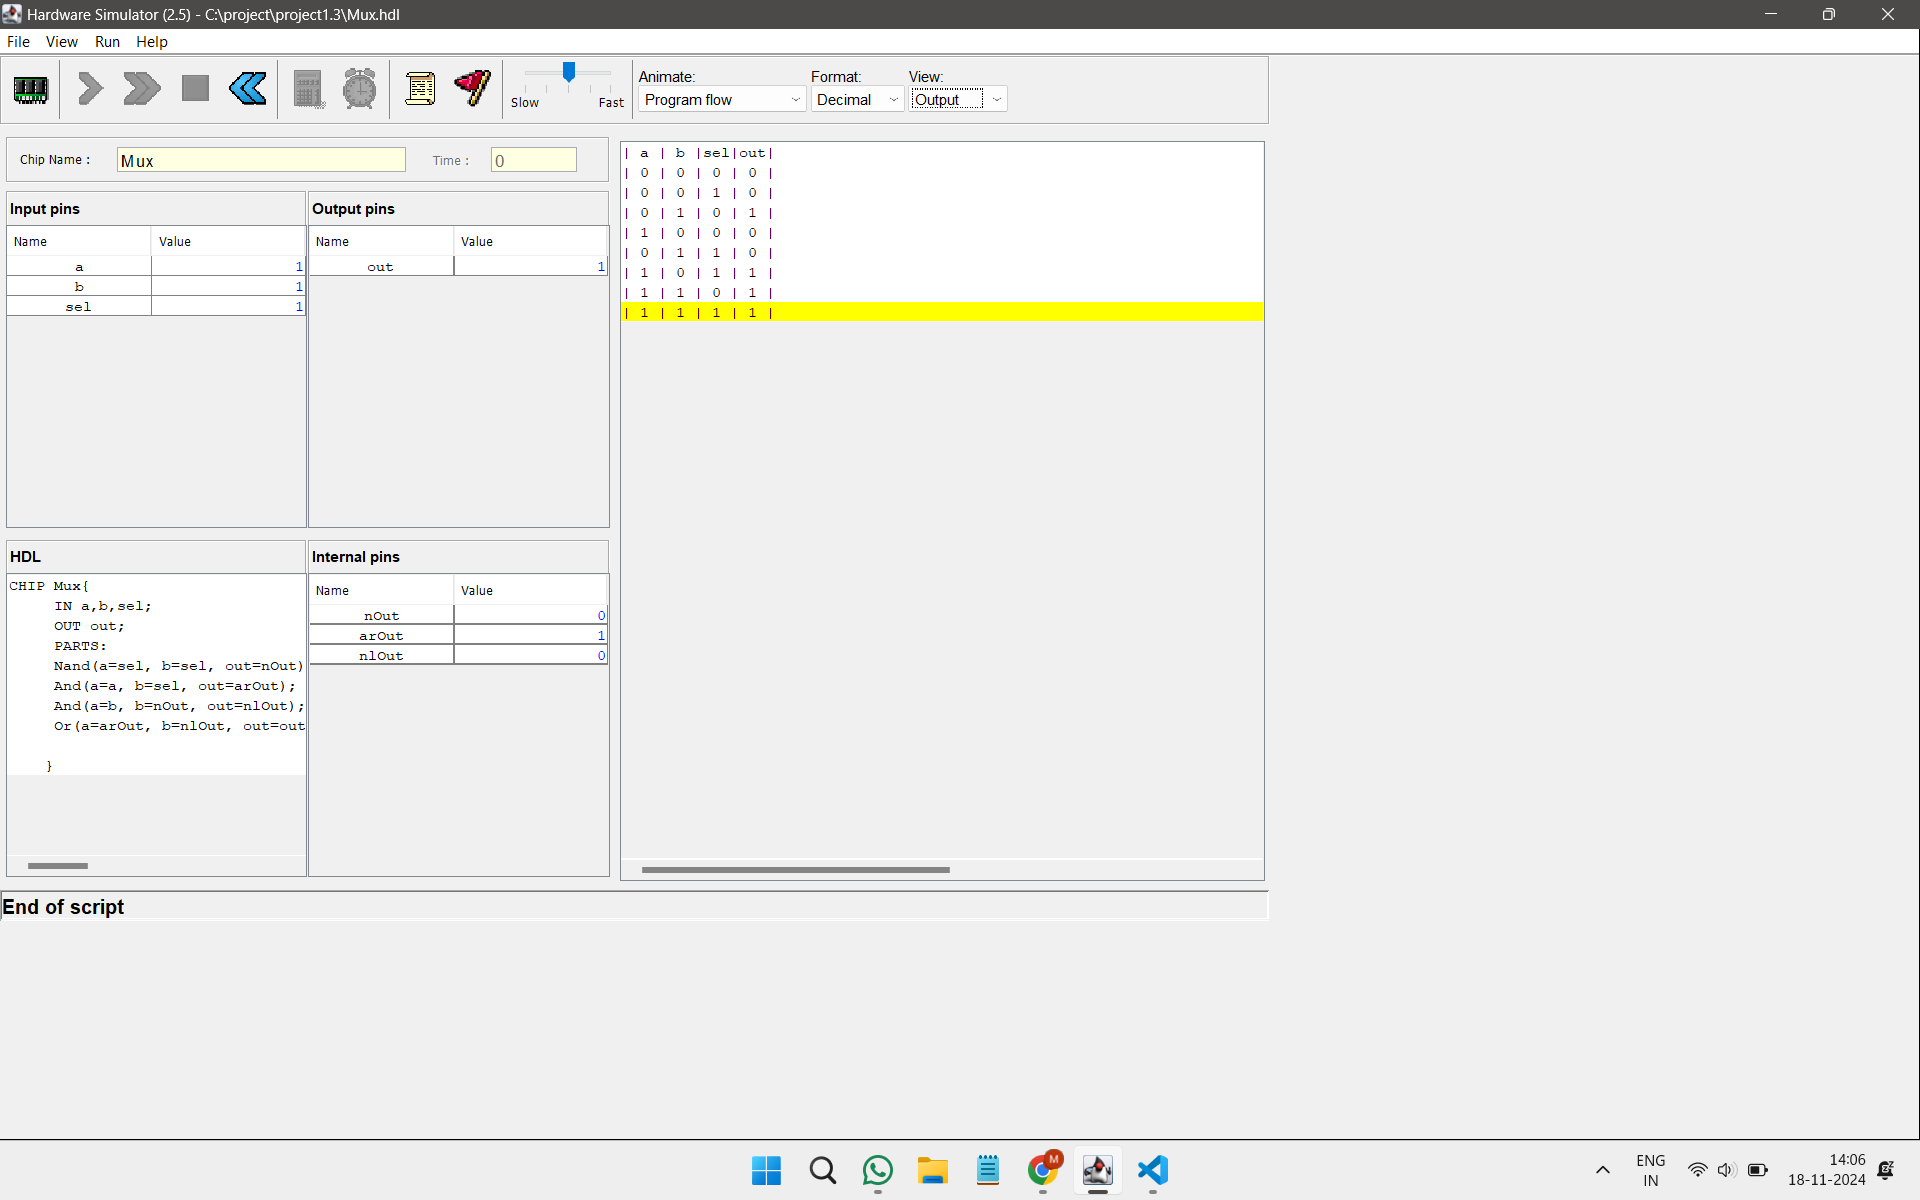 Hardware Simulator (2.5) - C:\project\project1.3\Mux.hdl
File View Run Help
Slow Fast
Animate: Format: View:
Program flow Decimal Output
Chip Name : Mux Time : 0
Input pins
Name Value
a 1
b 1
sel 1
Output pins
Name Value
out 1
HDL
CHIP Mux{
IN a,b,sel;
OUT out;
PARTS:
Nand(a=sel, b=sel, out=nOut)
And(a=a, b=sel, out=arOut);
And(a=b, b=nOut, out=nlOut);
Or(a=arOut, b=nlOut, out=out
}
Internal pins
Name Value
nOut 0
arOut 1
nlOut 0
| a | b |sel|out|
| 0 | 0 | 0 | 0 |
| 0 | 0 | 1 | 0 |
| 0 | 1 | 0 | 1 |
| 1 | 0 | 0 | 0 |
| 0 | 1 | 1 | 0 |
| 1 | 0 | 1 | 1 |
| 1 | 1 | 0 | 1 |
| 1 | 1 | 1 | 1 |
End of script
M
ENG
IN
14:06
18-11-2024